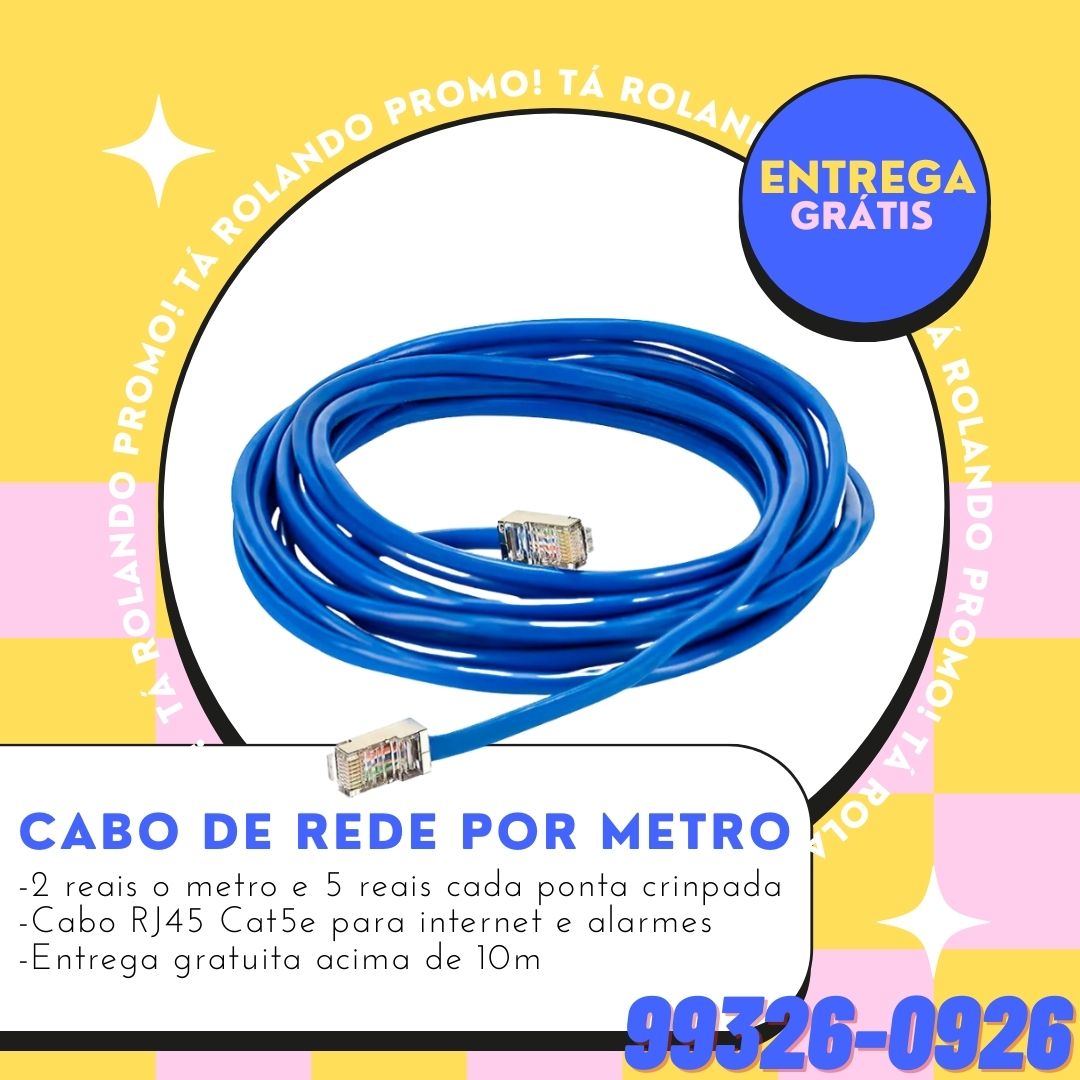 TÁ ROLANDO PROMO! TÁ ROLANDO PROMO! TÁ ROLAN
Á ROLANDO PROMO! TÁ ROLA
ENTREGA
GRÁTIS
CABO DE REDE POR METRO
-2 reais o metro e 5 reais cada ponta crinpada
-Cabo RJ45 Cat5e para internet e alarmes
-Entrega gratuita acima de 10m
99326-0926